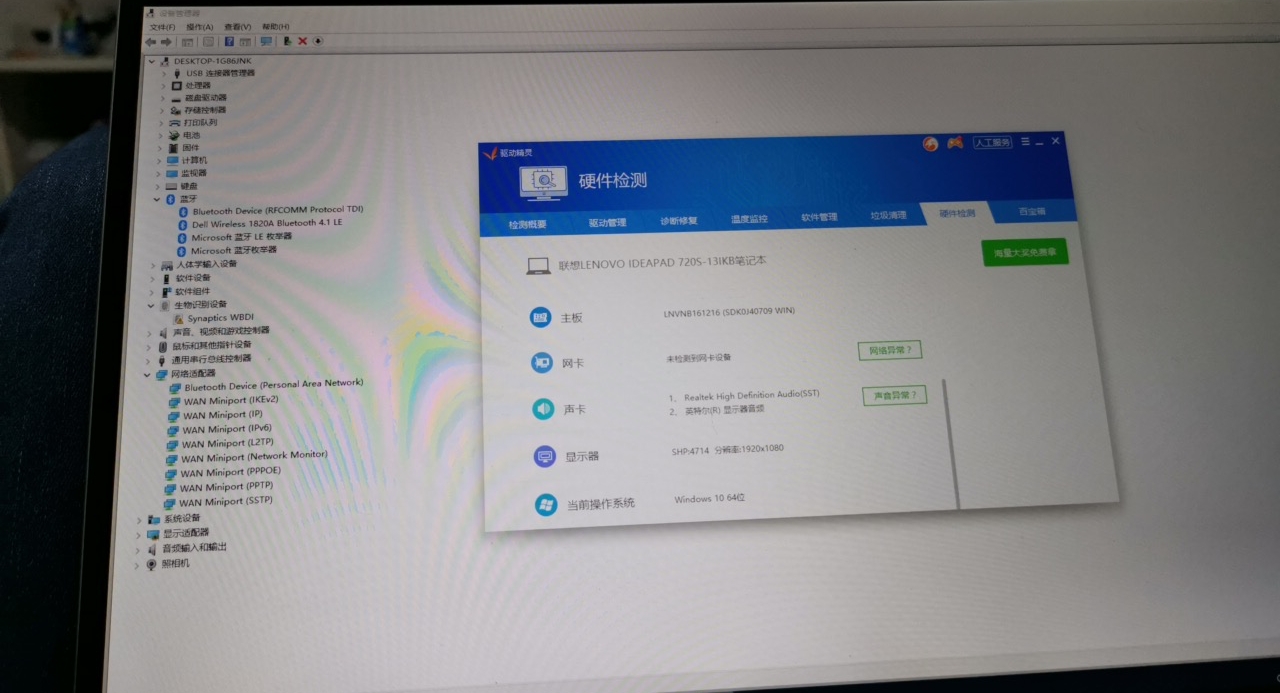 设备管理器
文件(F) 操作(A) 查看(V) 帮助(H)
DESKTOP-1G86JNK
USB 连接器管理器
处理器
磁盘驱动器
存储控制器
打印队列
电池
固件
计算机
监视器
键盘
蓝牙
Bluetooth Device (RFCOMM Protocol TDI)
Dell Wireless 1820A Bluetooth 4.1 LE
Microsoft 蓝牙 LE 枚举器
Microsoft 蓝牙枚举器
人体学输入设备
软件设备
软件组件
生物识别设备
Synaptics WBDI
声音、视频和游戏控制器
鼠标和其他指针设备
通用串行总线控制器
网络适配器
Bluetooth Device (Personal Area Network)
WAN Miniport (IKEv2)
WAN Miniport (IP)
WAN Miniport (IPv6)
WAN Miniport (L2TP)
WAN Miniport (Network Monitor)
WAN Miniport (PPPOE)
WAN Miniport (PPTP)
WAN Miniport (SSTP)
系统设备
显示适配器
音频输入和输出
照相机
驱动精灵
人工服务
硬件检测
检测概要 驱动管理 诊断修复 温度监控 软件管理 垃圾清理 硬件检测 百宝箱
联想LENOVO IDEAPAD 720S-13IKB笔记本
海量大奖免费拿
主板 LNVNB161216 (SDK0J40709 WIN)
网卡 未检测到网卡设备 网络异常?
声卡 1、 Realtek High Definition Audio(SST) 声音异常?
2、 英特尔(R) 显示器音频
显示器 SHP:4714 分辨率:1920x1080
当前操作系统 Windows 10 64位